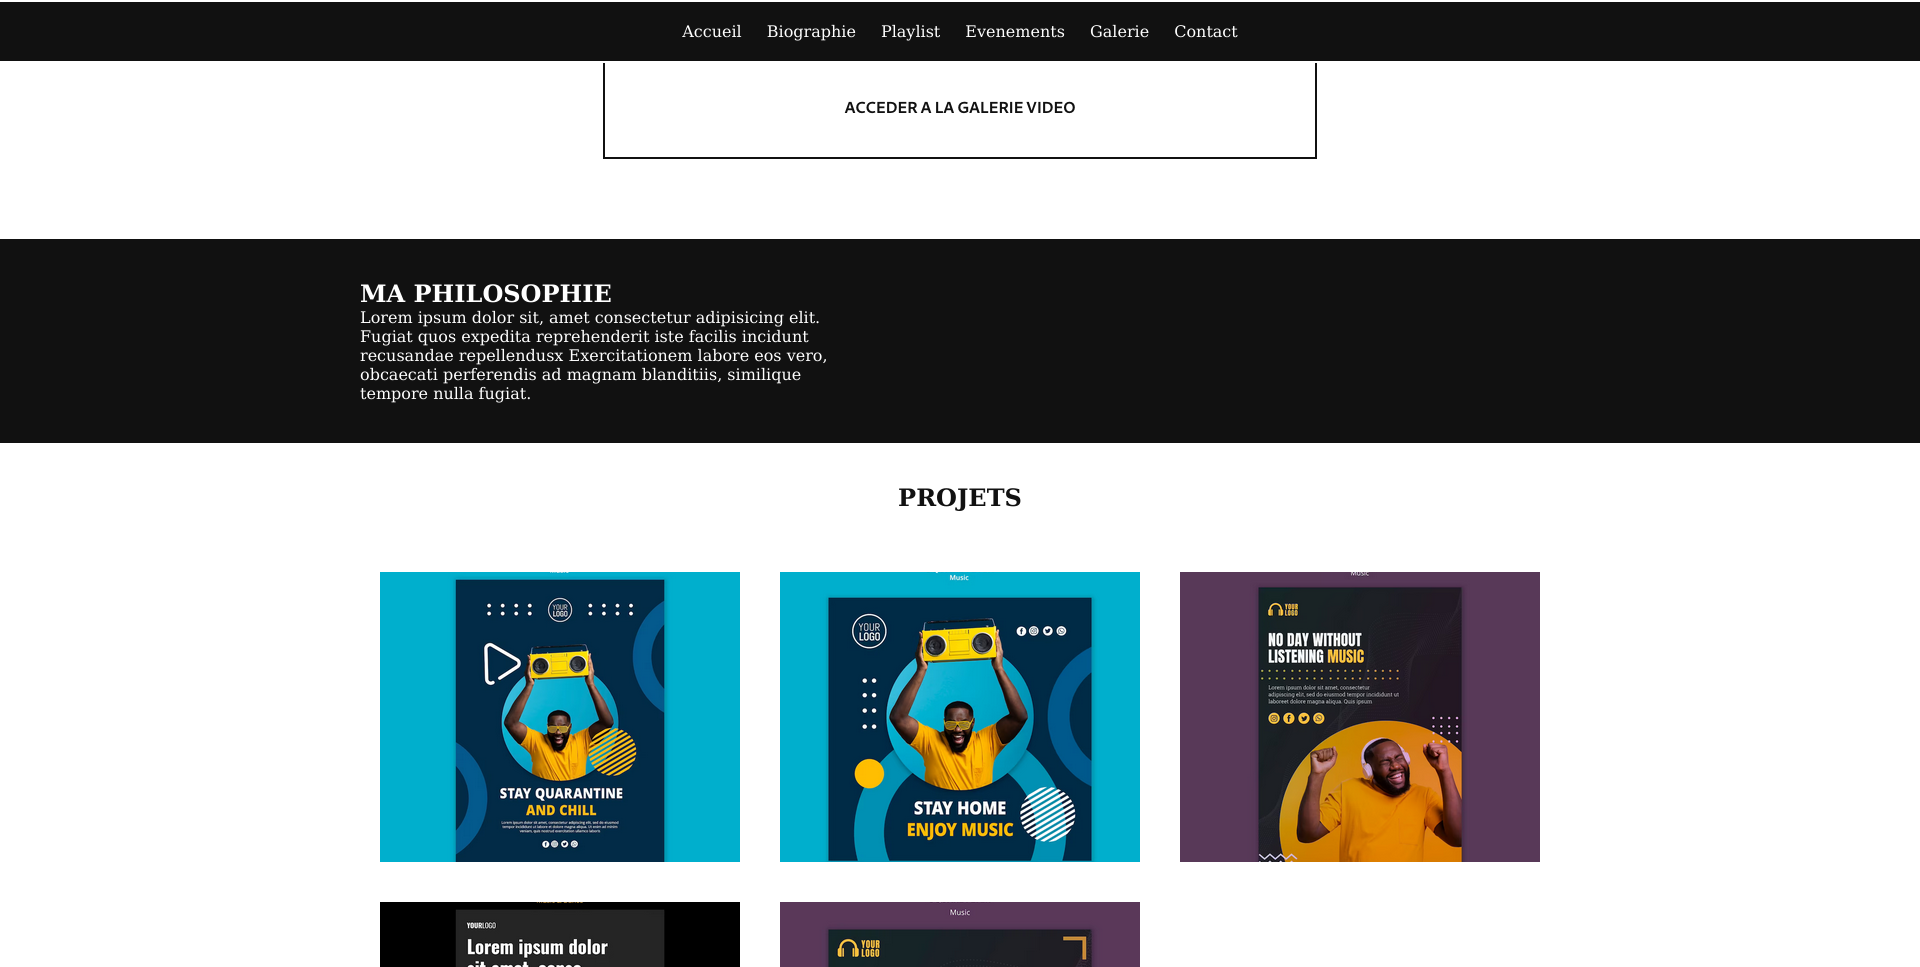 Accueil Biographie Playlist Evenements Galerie Contact
ACCEDER A LA GALERIE VIDEO
MA PHILOSOPHIE
Lorem ipsum dolor sit, amet consectetur adipisicing elit.
Fugiat quos expedita reprehenderit iste facilis incidunt
recusandae repellendusx Exercitationem labore eos vero,
obcaecati perferendis ad magnam blanditiis, similique
tempore nulla fugiat.
PROJETS
YOUR
LOGO
STAY QUARANTINE
AND CHILL
Music
YOUR
LOGO
STAY HOME
ENJOY MUSIC
Music
YOUR
LOGO
NO DAY WITHOUT
LISTENING MUSIC
Lorem ipsum dolor sit amet, consectetur
adipiscing elit, sed do eiusmod tempor incididunt ut
laboreet dolore magna aliqua. Quis ipsum
YOURLOGO
Lorem ipsum dolor
Music
YOUR
LOGO